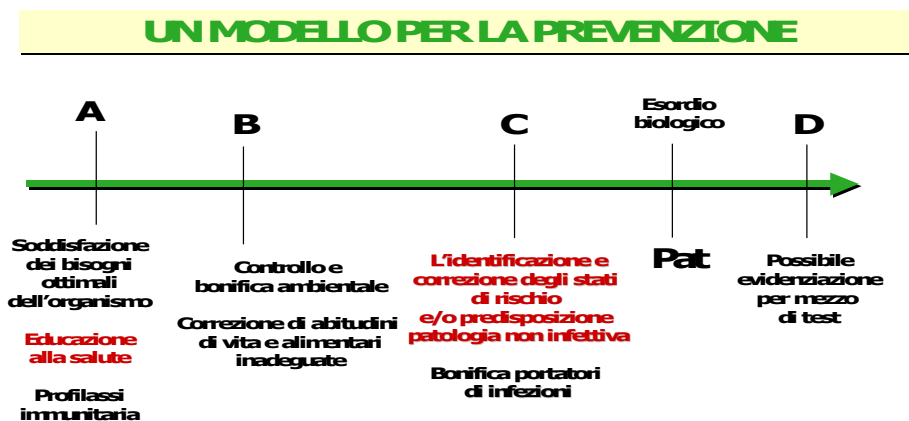 UN MODELLO PER LA PREVENZIONE
A
B
C
Esordio
biologico
D
Soddisfazione
dei bisogni
ottimali
dell'organismo
Educazione
alla salute
Profilassi
immunitaria
Controllo e
bonifica ambientale
Correzione di abitudini
di vita e alimentari
inadeguate
L'identificazione e
correzione degli stati
di rischio
e/o predisposizione
patologia non infettiva
Bonifica portatori
di infezioni
Pat
Possibile
evidenziazione
per mezzo
di test